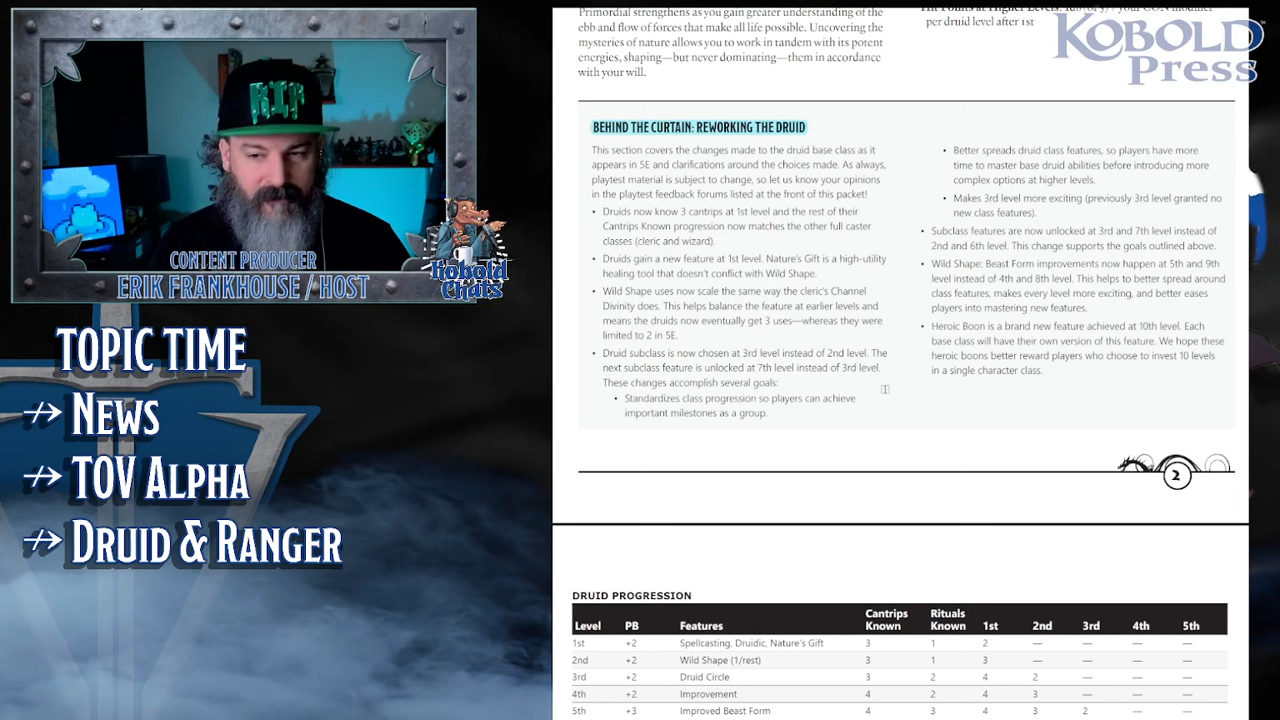 RIP
CONTENT PRODUCER
ERIK FRANKHOUSE / HOST
Kobold
Chats
TOPIC TIME
News
TOV Alpha
Druid & Ranger
KOBOLD
Press
Primordial strengthens as you gain greater understanding of the
ebb and flow of forces that make all life possible. Uncovering the
mysteries of nature allows you to work in tandem with its potent
energies, shaping—but never dominating—them in accordance
with your will.
per druid level after 1st
BEHIND THE CURTAIN: REWORKING THE DRUID
This section covers the changes made to the druid base class as it
appears in 5E and clarifications around the choices made. As always,
playtest material is subject to change, so let us know your opinions
in the playtest feedback forums listed at the front of this packet!
• Druids now know 3 cantrips at 1st level and the rest of their
Cantrips Known progression now matches the other full caster
classes (cleric and wizard).
• Druids gain a new feature at 1st level. Nature's Gift is a high-utility
healing tool that doesn't conflict with Wild Shape.
• Wild Shape uses now scale the same way the cleric's Channel
Divinity does. This helps balance the feature at earlier levels and
means the druids now eventually get 3 uses—whereas they were
limited to 2 in 5E.
• Druid subclass is now chosen at 3rd level instead of 2nd level. The
next subclass feature is unlocked at 7th level instead of 3rd level.
These changes accomplish several goals:
• Standardizes class progression so players can achieve
important milestones as a group.
• Better spreads druid class features, so players have more
time to master base druid abilities before introducing more
complex options at higher levels.
• Makes 3rd level more exciting (previously 3rd level granted no
new class features).
• Subclass features are now unlocked at 3rd and 7th level instead of
2nd and 6th level. This change supports the goals outlined above.
• Wild Shape: Beast Form improvements now happen at 5th and 9th
level instead of 4th and 8th level. This helps to better spread around
class features, makes every level more exciting, and better eases
players into mastering new features.
• Heroic Boon is a brand new feature achieved at 10th level. Each
base class will have their own version of this feature. We hope these
heroic boons better reward players who choose to invest 10 levels
in a single character class.
2
DRUID PROGRESSION
Level PB Features Cantrips Known Rituals Known 1st 2nd 3rd 4th 5th
1st +2 Spellcasting, Druidic, Nature's Gift 3 1 2 — — — —
2nd +2 Wild Shape (1/rest) 3 1 3 — — — —
3rd +2 Druid Circle 3 2 4 2 — — —
4th +2 Improvement 4 2 4 3 — — —
5th +3 Improved Beast Form 4 3 4 3 2 — —